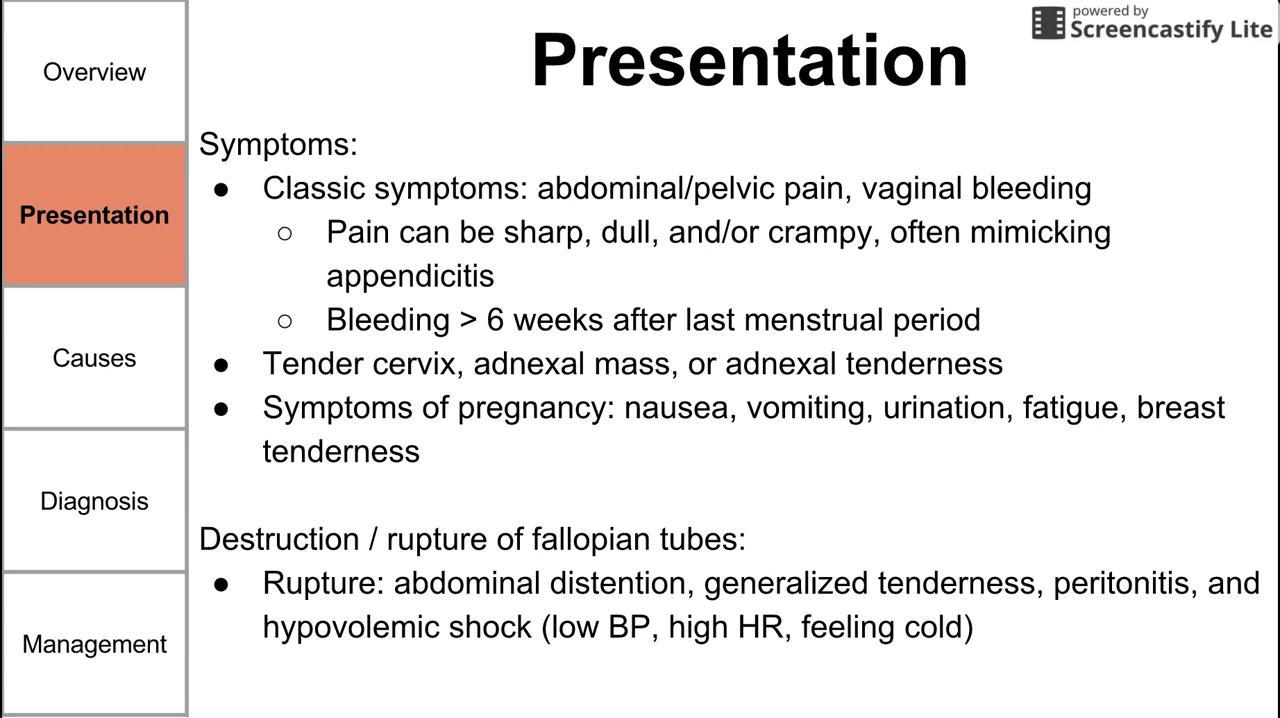 powered by
Screencastify Lite
Overview
Presentation
Causes
Diagnosis
Management
Presentation
Symptoms:
● Classic symptoms: abdominal/pelvic pain, vaginal bleeding
○ Pain can be sharp, dull, and/or crampy, often mimicking
appendicitis
○ Bleeding > 6 weeks after last menstrual period
● Tender cervix, adnexal mass, or adnexal tenderness
● Symptoms of pregnancy: nausea, vomiting, urination, fatigue, breast
tenderness
Destruction / rupture of fallopian tubes:
● Rupture: abdominal distention, generalized tenderness, peritonitis, and
hypovolemic shock (low BP, high HR, feeling cold)